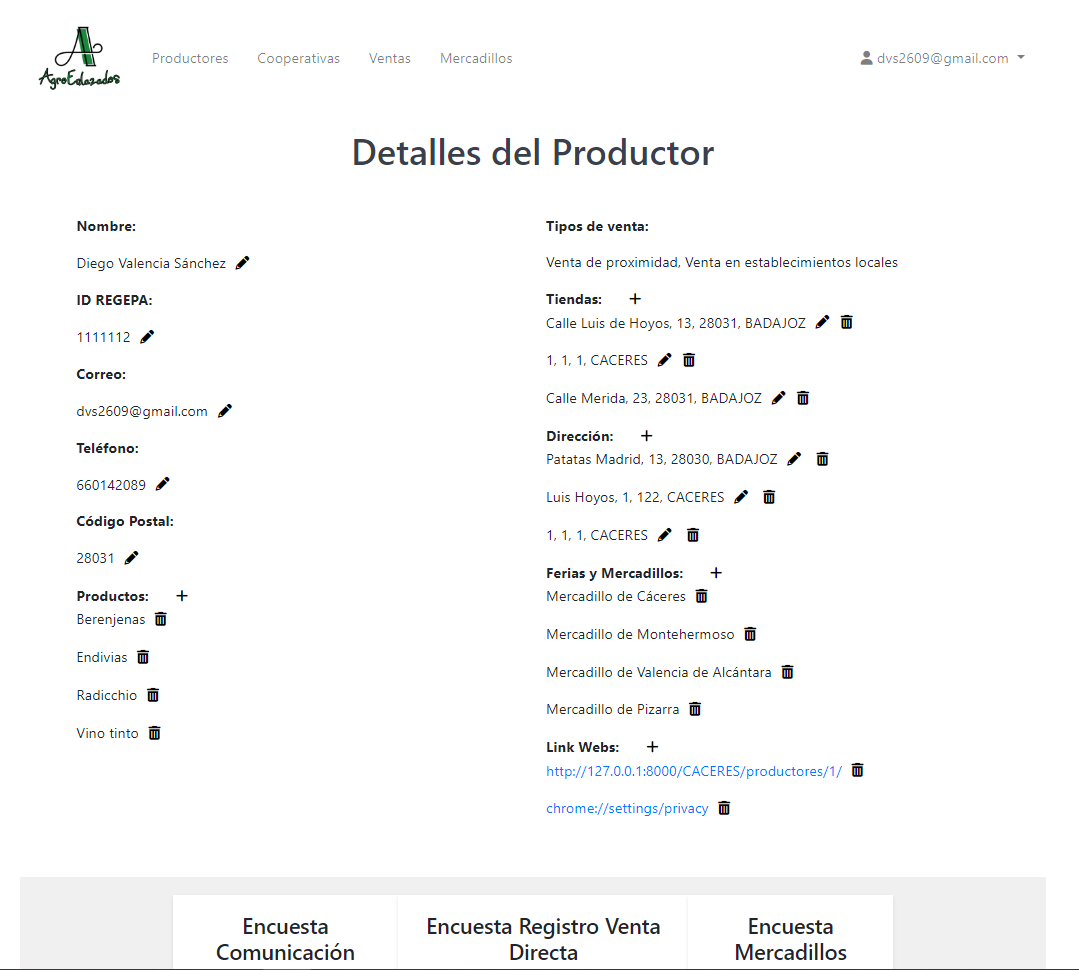 AgroEnlazados
Productores
Cooperativas
Ventas
Mercadillos
dvs2609@gmail.com
Detalles del Productor
Nombre:
Diego Valencia Sánchez
ID REGEPA:
1111112
Correo:
dvs2609@gmail.com
Teléfono:
660142089
Código Postal:
28031
Productos: +
Berenjenas
Endivias
Radicchio
Vino tinto
Tipos de venta:
Venta de proximidad, Venta en establecimientos locales
Tiendas: +
Calle Luis de Hoyos, 13, 28031, BADAJOZ
1, 1, 1, CACERES
Calle Merida, 23, 28031, BADAJOZ
Dirección: +
Patatas Madrid, 13, 28030, BADAJOZ
Luis Hoyos, 1, 122, CACERES
1, 1, 1, CACERES
Ferias y Mercadillos: +
Mercadillo de Cáceres
Mercadillo de Montehermoso
Mercadillo de Valencia de Alcántara
Mercadillo de Pizarra
Link Webs: +
http://127.0.0.1:8000/CACERES/productores/1/
chrome://settings/privacy
Encuesta
Comunicación
Encuesta Registro Venta
Directa
Encuesta
Mercadillos